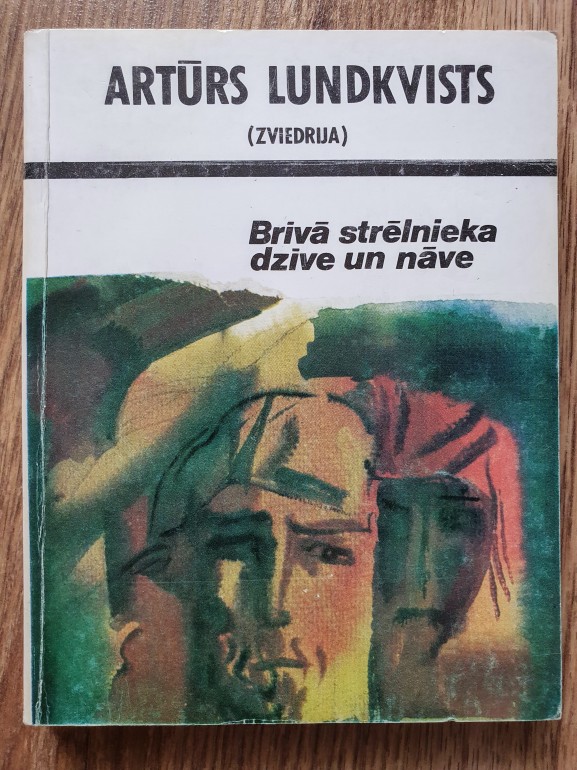 ARTŪRS LUNDKVISTS
(ZVIEDRIJA)
Brīvā strēlnieka
dzīve un nāve